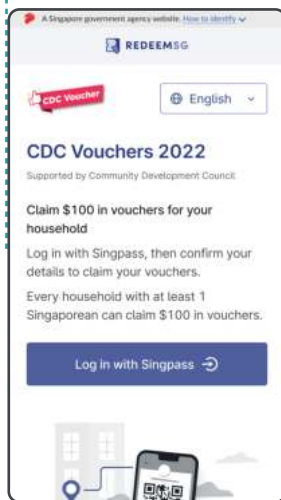 A Singapore government agency website. How to identify
REDEEMSG
CDC Voucher
English
CDC Vouchers 2022
Supported by Community Development Council
Claim $100 in vouchers for your
household
Log in with Singpass, then confirm your
details to claim your vouchers.
Every household with at least 1
Singaporean can claim $100 in vouchers.
Log in with Singpass